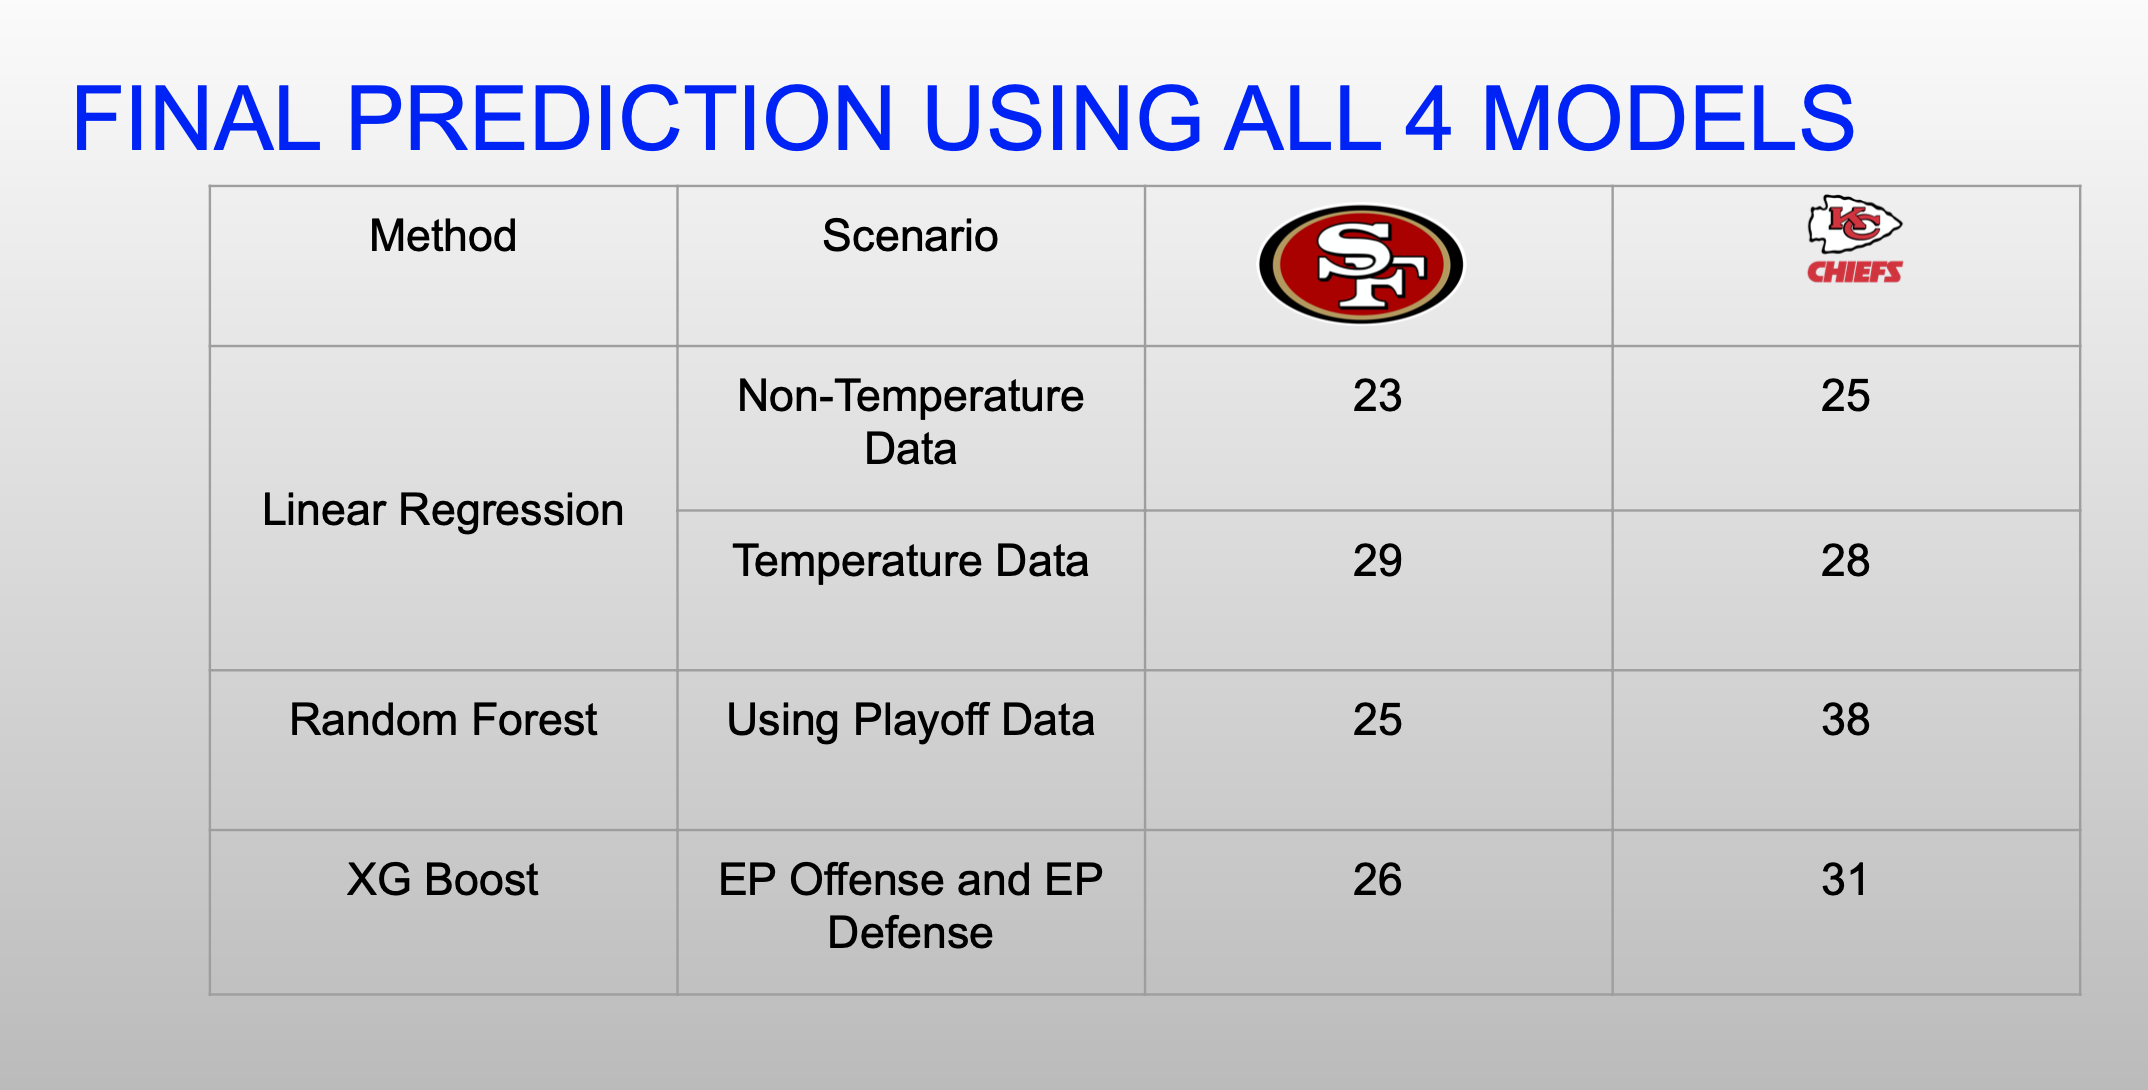 FINAL PREDICTION USING ALL 4 MODELS
Method
Scenario
SF
KC
CHIEFS
Linear Regression
Non-Temperature
Data
23
25
Temperature Data
29
28
Random Forest
Using Playoff Data
25
38
XG Boost
EP Offense and EP
Defense
26
31